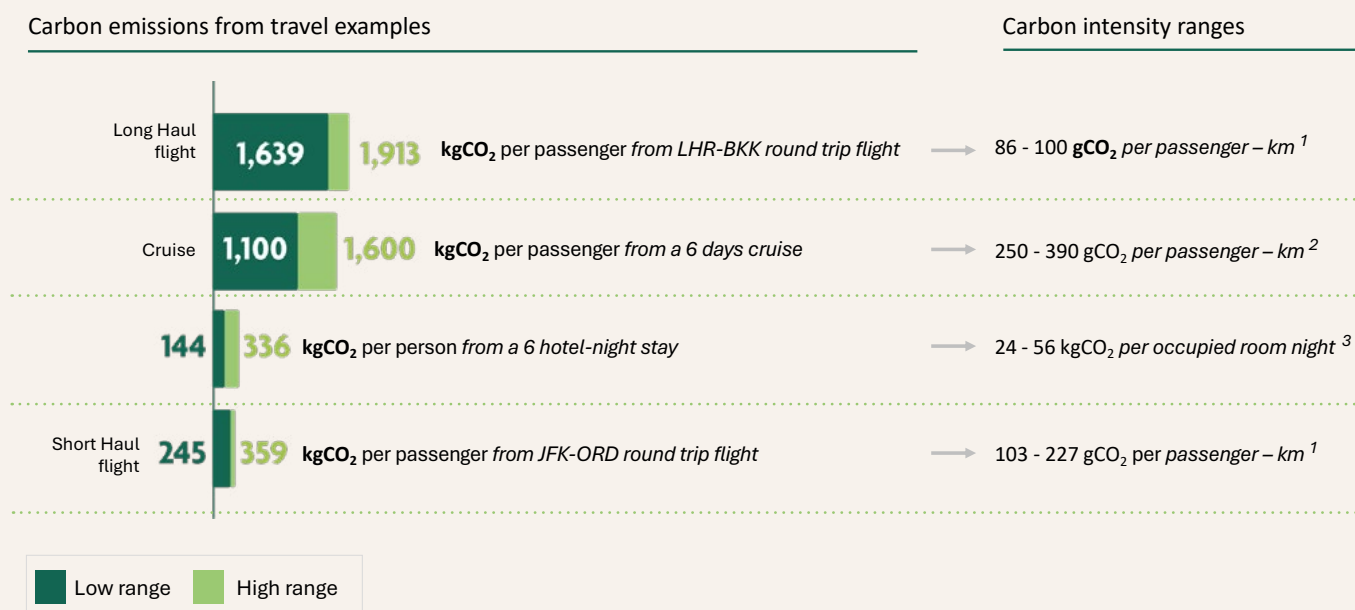 Carbon emissions from travel examples
Carbon intensity ranges
Long Haul
flight
1,639
1,913
kgCO₂ per passenger from LHR-BKK round trip flight
86 - 100 gCO₂ per passenger – km ¹
Cruise
1,100
1,600
kgCO₂ per passenger from a 6 days cruise
250 - 390 gCO₂ per passenger – km ²
144
336
kgCO₂ per person from a 6 hotel-night stay
24 - 56 kgCO₂ per occupied room night ³
Short Haul
flight
245
359
kgCO₂ per passenger from JFK-ORD round trip flight
103 - 227 gCO₂ per passenger – km ¹
Low range
High range